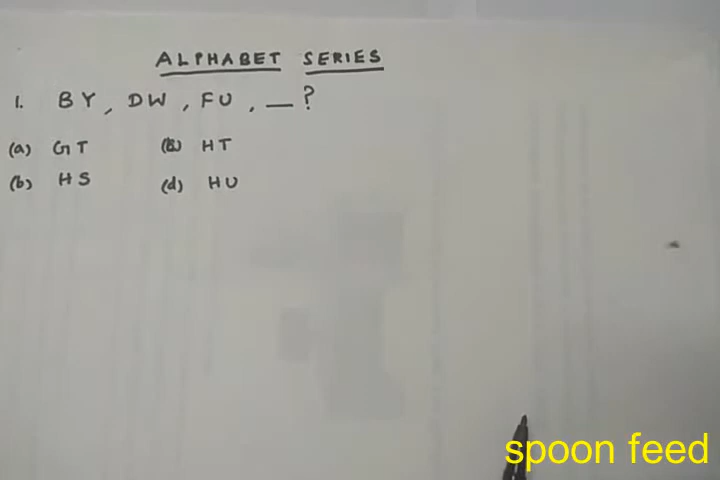 ALPHABET SERIES
1. BY, DW, FU, __?
(a) GT (c) HT
(b) HS (d) HU
spoon feed